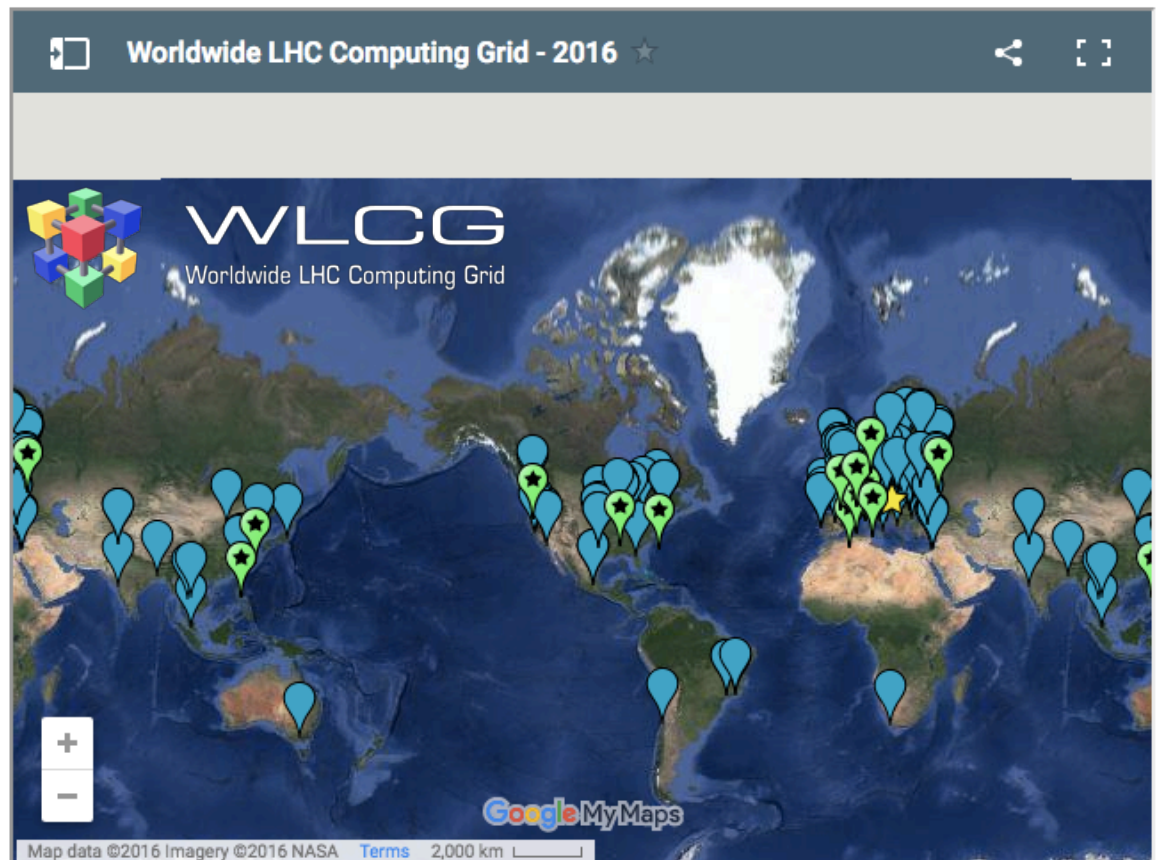 Worldwide LHC Computing Grid - 2016
WLCG
Worldwide LHC Computing Grid
+
−
Google My Maps
Map data ©2016 Imagery ©2016 NASA Terms 2,000 km